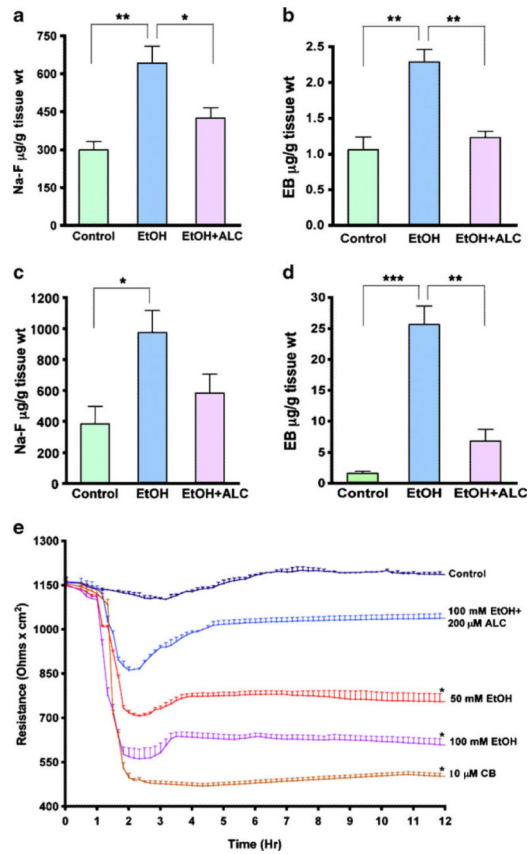 a
b
** *
** **
Na-F μg/g tissue wt
750
600
450
300
150
0
Control EtOH EtOH+ALC
EB μg/g tissue wt
2.5
2.0
1.5
1.0
0.5
0.0
Control EtOH EtOH+ALC
c
d
*
*** **
Na-F μg/g tissue wt
1000
800
600
400
200
0
Control EtOH EtOH+ALC
EB μg/g tissue wt
30
25
20
15
10
5
0
Control EtOH EtOH+ALC
e
Resistance (Ohms x cm²)
1300
1150
1000
850
700
550
400
Control
100 mM EtOH+
200 μM ALC
*
50 mM EtOH
*
100 mM EtOH
*
10 μM CB
0 1 2 3 4 5 6 7 8 9 10 11 12
Time (Hr)